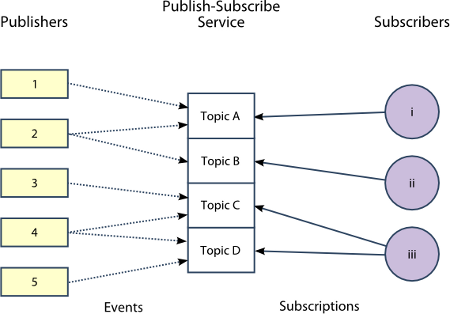 Publishers
Publish-Subscribe
Service
Subscribers
1
2
3
4
5
Topic A
Topic B
Topic C
Topic D
i
ii
iii
Events
Subscriptions